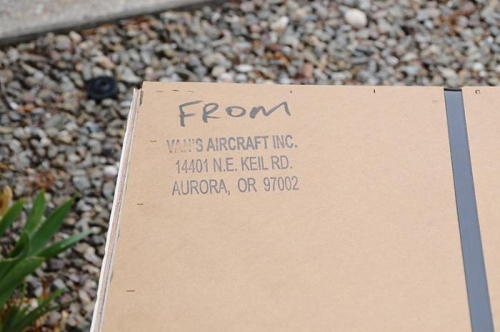 FROM
VAN'S AIRCRAFT INC.
14401 N.E. KEIL RD.
AURORA, OR 97002